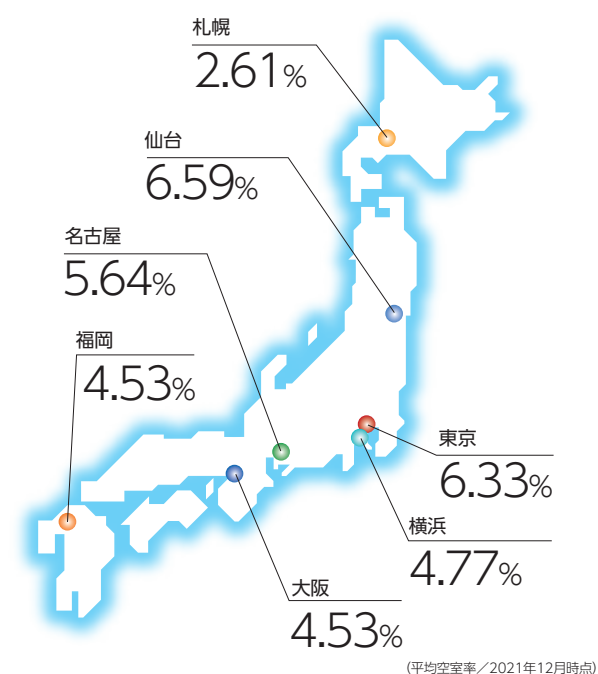 札幌
2.61%
仙台
6.59%
名古屋
5.64%
福岡
4.53%
東京
6.33%
横浜
4.77%
大阪
4.53%
(平均空室率／2021年12月時点)